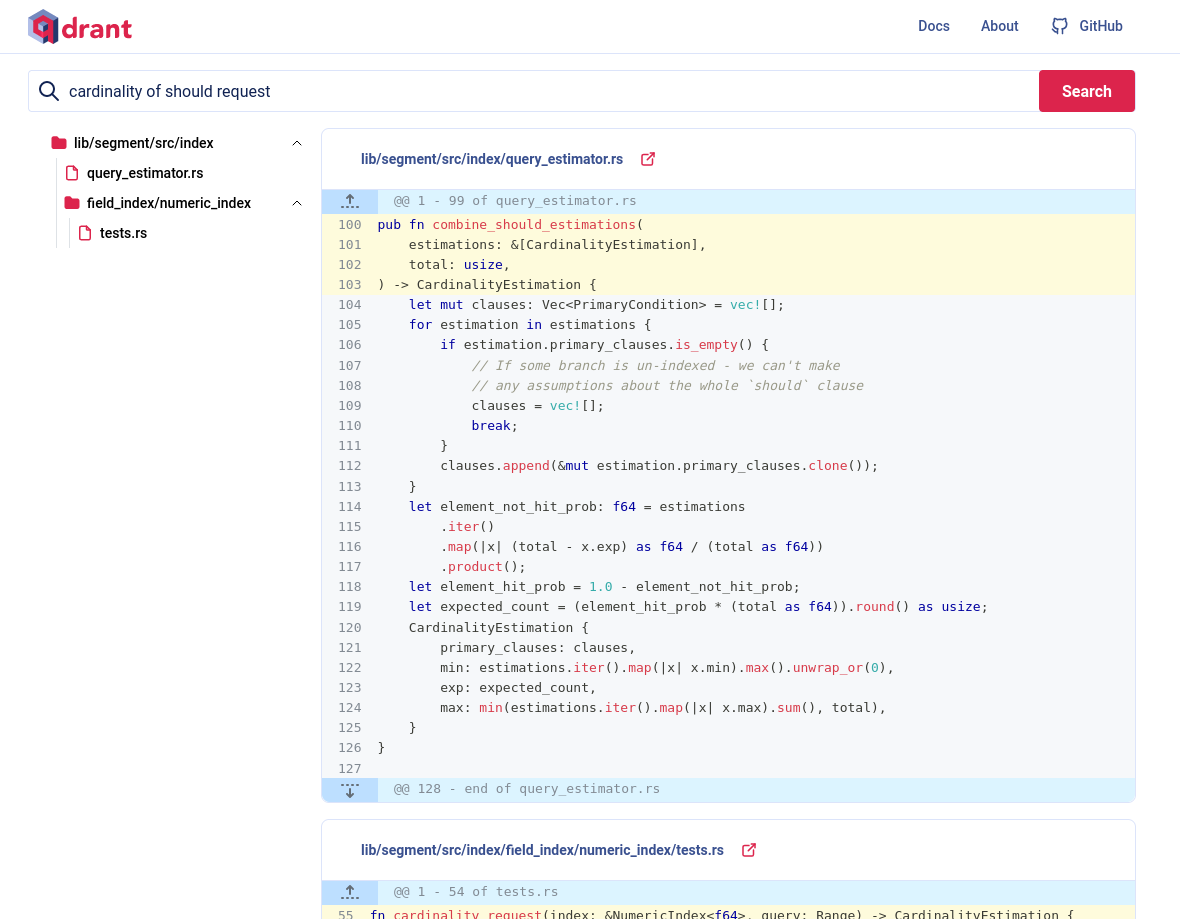 qdrant
Docs
About
GitHub
cardinality of should request
Search
lib/segment/src/index
query_estimator.rs
field_index/numeric_index
tests.rs
lib/segment/src/index/query_estimator.rs
@@ 1 - 99 of query_estimator.rs
100 pub fn combine_should_estimations(
101     estimations: &[CardinalityEstimation],
102     total: usize,
103 ) -> CardinalityEstimation {
104     let mut clauses: Vec<PrimaryCondition> = vec![];
105     for estimation in estimations {
106         if estimation.primary_clauses.is_empty() {
107             // If some branch is un-indexed - we can't make
108             // any assumptions about the whole `should` clause
109             clauses = vec![];
110             break;
111         }
112         clauses.append(&mut estimation.primary_clauses.clone());
113     }
114     let element_not_hit_prob: f64 = estimations
115         .iter()
116         .map(|x| (total - x.exp) as f64 / (total as f64))
117         .product();
118     let element_hit_prob = 1.0 - element_not_hit_prob;
119     let expected_count = (element_hit_prob * (total as f64)).round() as usize;
120     CardinalityEstimation {
121         primary_clauses: clauses,
122         min: estimations.iter().map(|x| x.min).max().unwrap_or(0),
123         exp: expected_count,
124         max: min(estimations.iter().map(|x| x.max).sum(), total),
125     }
126 }
127
@@ 128 - end of query_estimator.rs
lib/segment/src/index/field_index/numeric_index/tests.rs
@@ 1 - 54 of tests.rs
55 fn cardinality_request(index: &NumericIndex<f64>, query: Range) -> CardinalityEstimation {